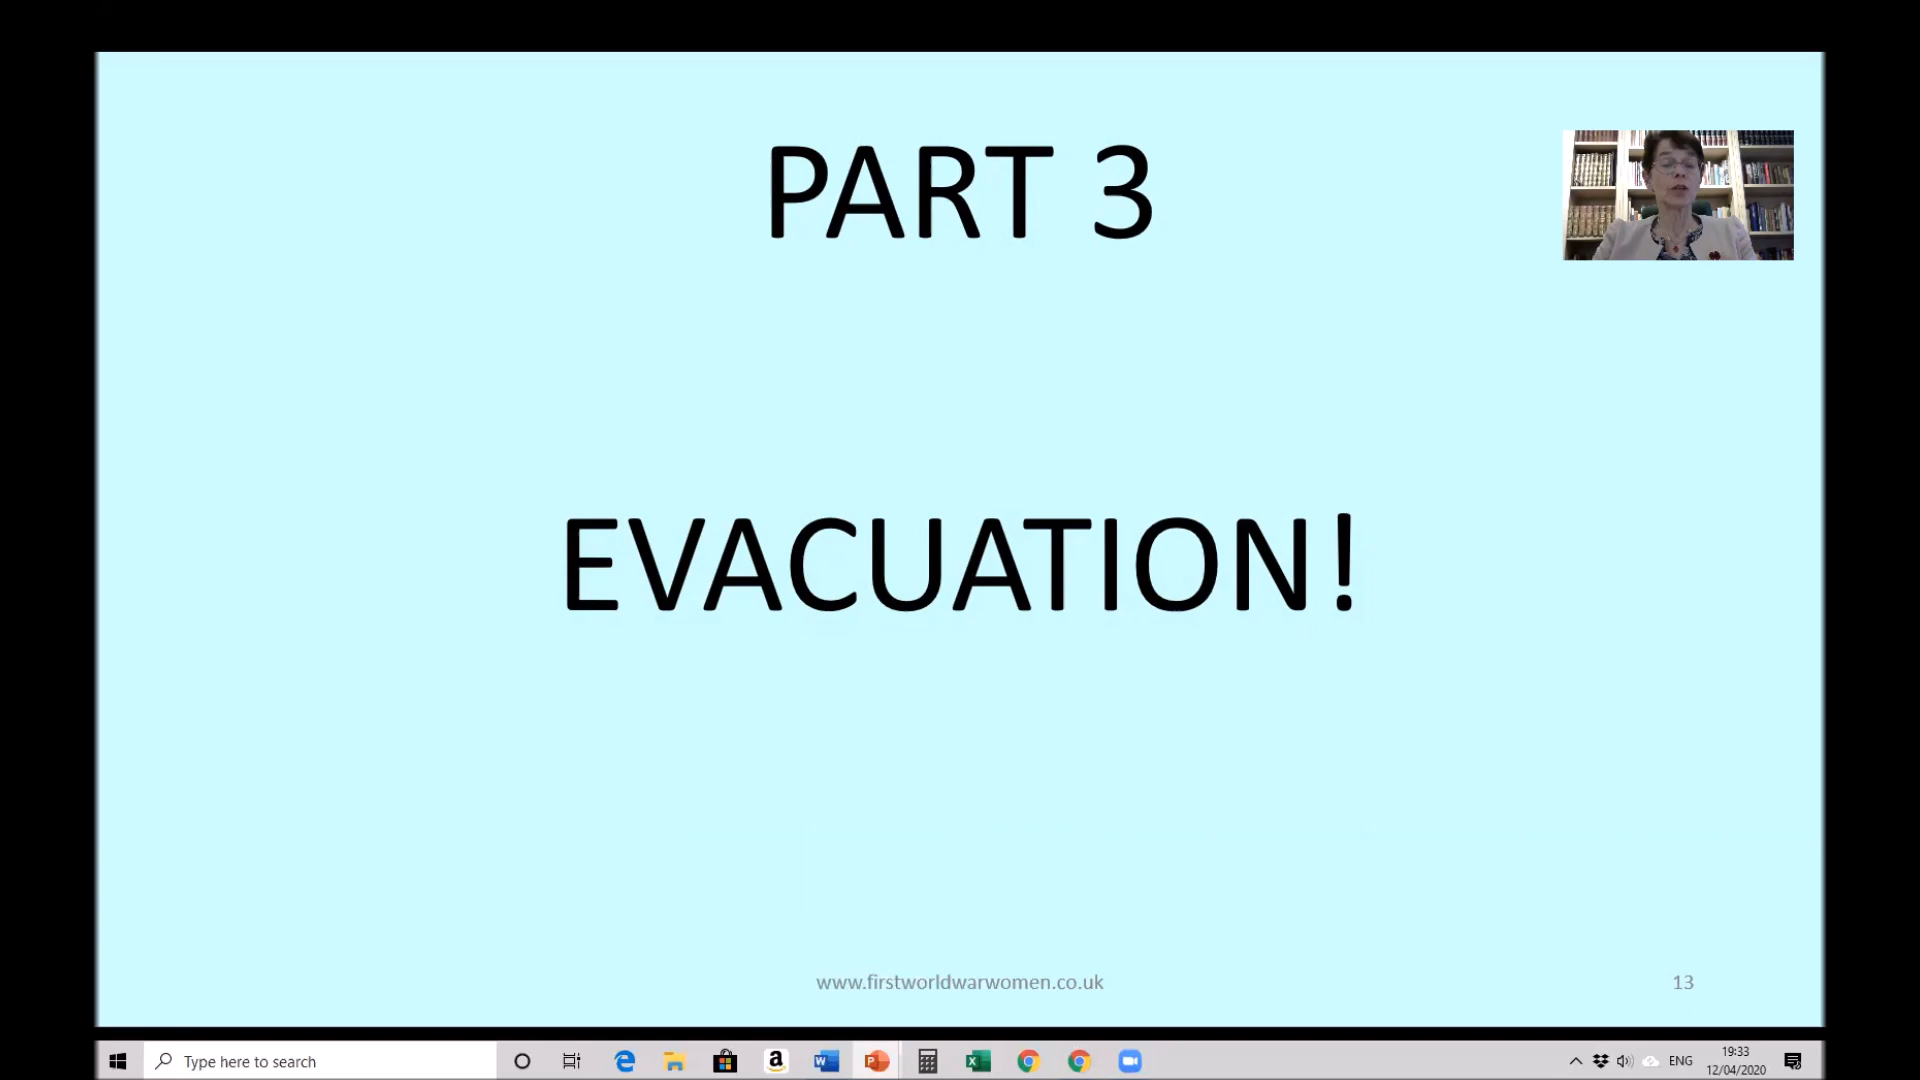 PART 3
EVACUATION!
www.firstworldwarwomen.co.uk
13
Type here to search
ENG
19:33
12/04/2020